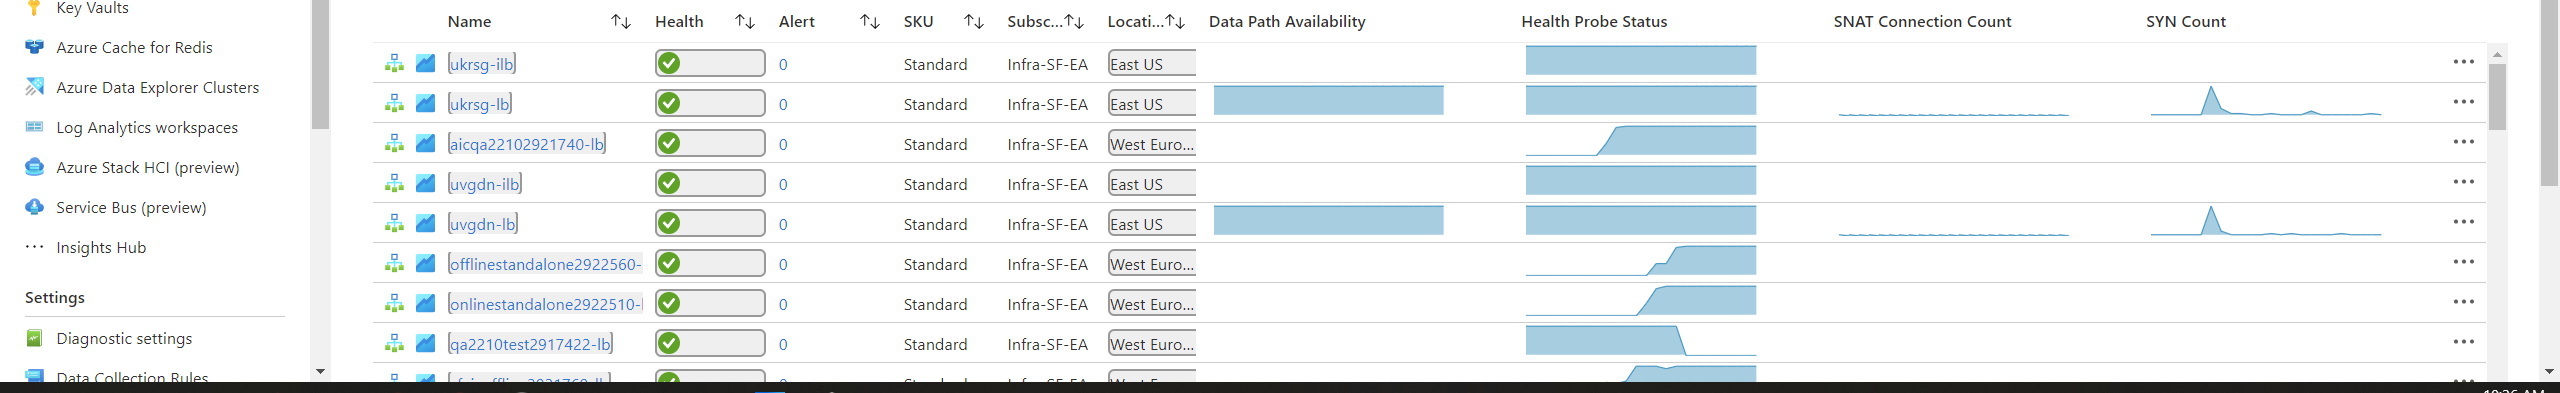 Key Vaults
Azure Cache for Redis
Azure Data Explorer Clusters
Log Analytics workspaces
Azure Stack HCI (preview)
Service Bus (preview)
Insights Hub
Settings
Diagnostic settings
Data Collection Rules
Name Health Alert SKU Subsc... Locati... Data Path Availability Health Probe Status SNAT Connection Count SYN Count
ukrsg-ilb 0 Standard Infra-SF-EA East US
ukrsg-lb 0 Standard Infra-SF-EA East US
aicqa22102921740-lb 0 Standard Infra-SF-EA West Euro...
uvgdn-ilb 0 Standard Infra-SF-EA East US
uvgdn-lb 0 Standard Infra-SF-EA East US
offlinestandalone2922560- 0 Standard Infra-SF-EA West Euro...
onlinestandalone2922510-l 0 Standard Infra-SF-EA West Euro...
qa2210test2917422-lb 0 Standard Infra-SF-EA West Euro...